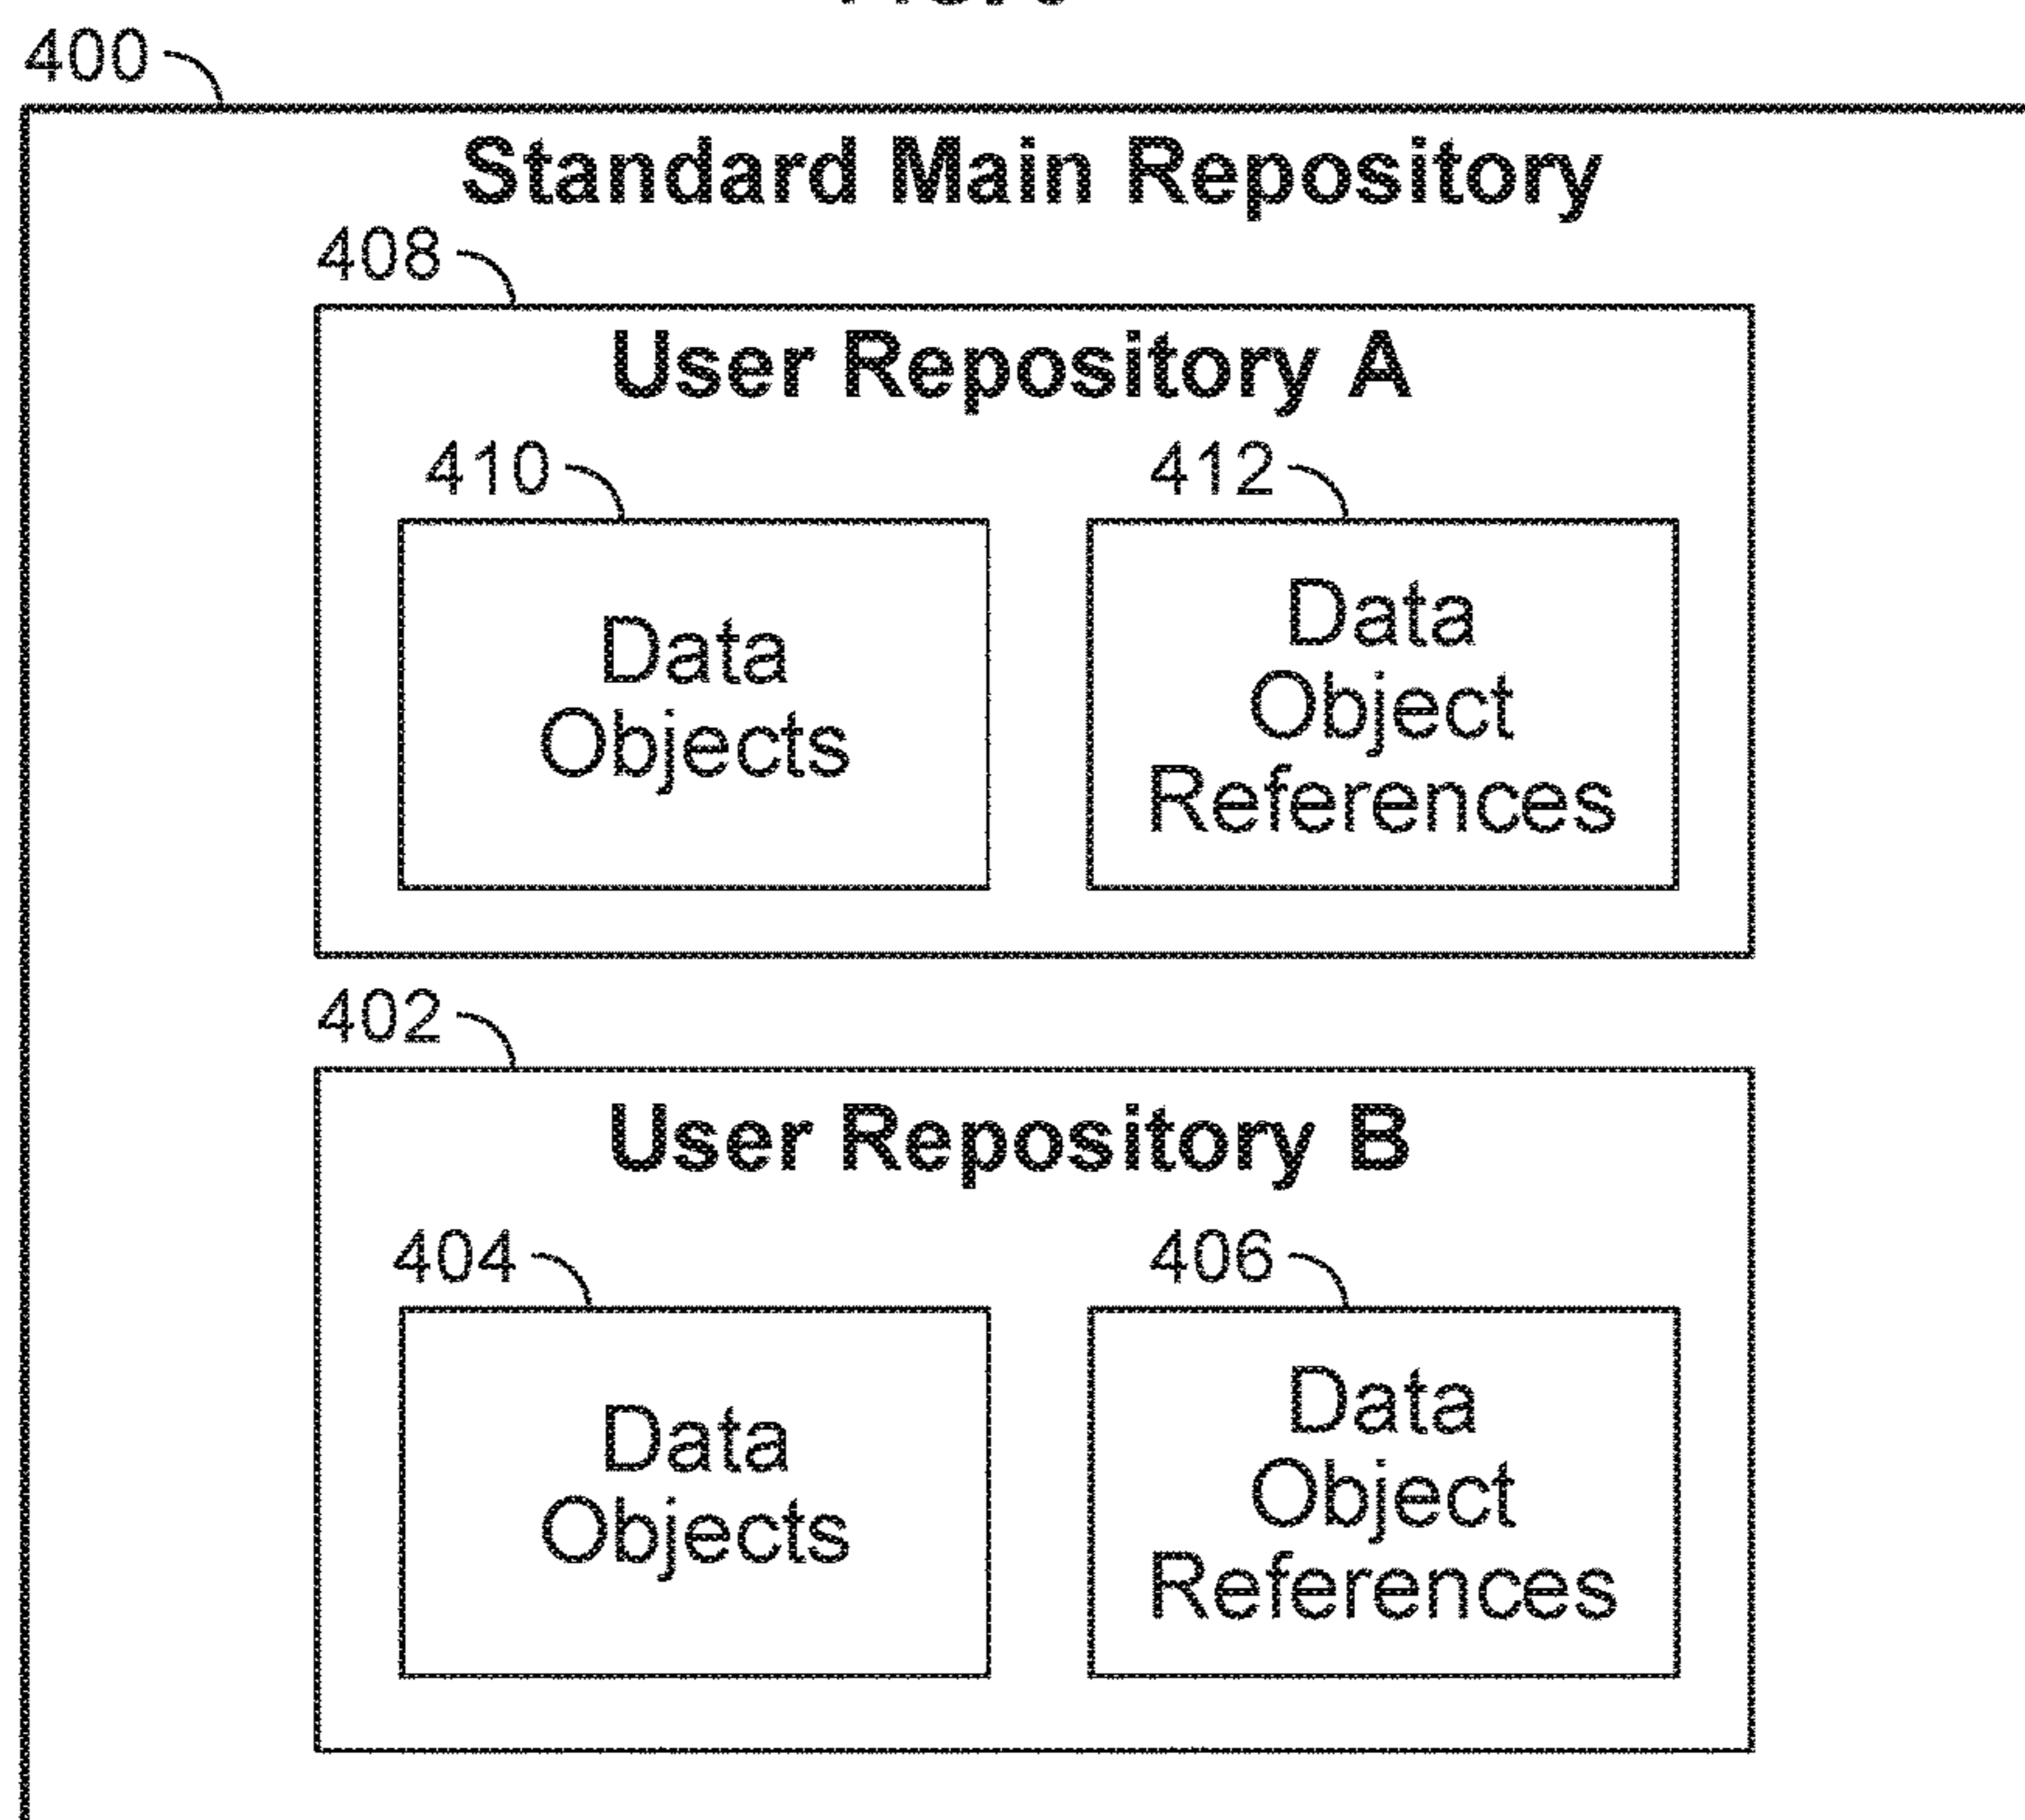 400
Standard Main Repository
408
User Repository A
410
412
Data
Objects
Data
Object
References
402
User Repository B
404
406
Data
Objects
Data
Object
References